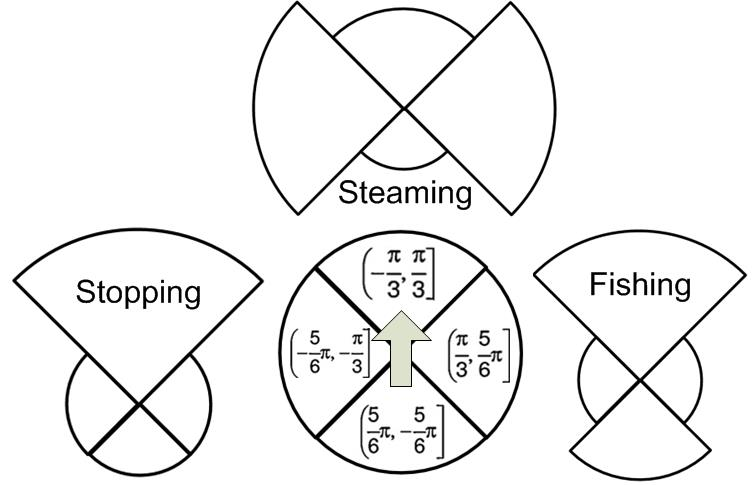 Steaming
Stopping
Fishing
(-π/3, π/3]
(-5/6π, -π/3]
(π/3, 5/6π]
(5/6π, -5/6π]